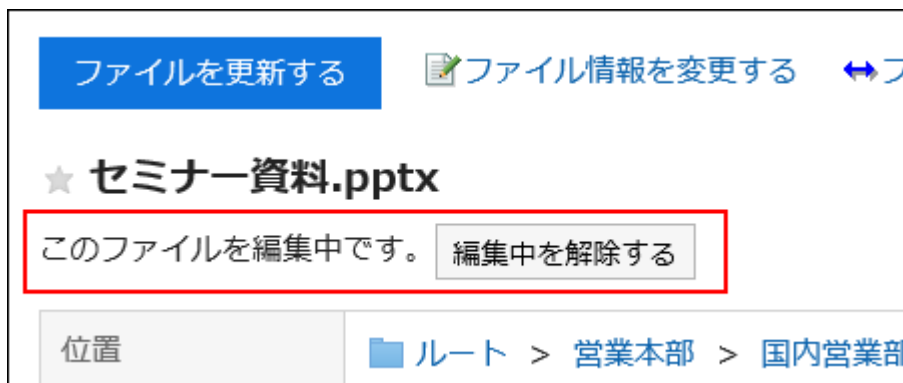 ファイルを更新する ファイル情報を変更する フ
セミナー資料.pptx
このファイルを編集中です。 編集中を解除する
位置 ルート > 営業本部 > 国内営業部